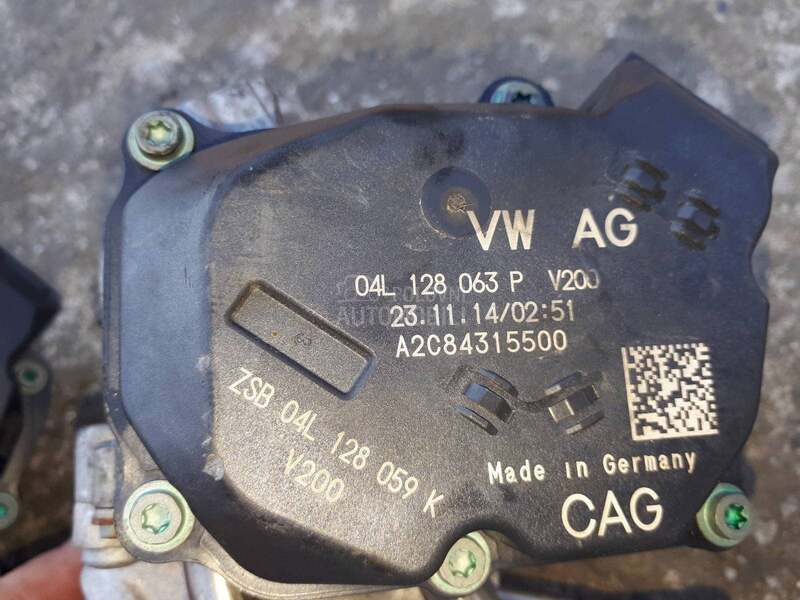 VW AG
04L 128 063 P V200
23.11.14/02:51
A2C84315500
ZSB 04L 128 059 K
V200
Made in Germany
CAG